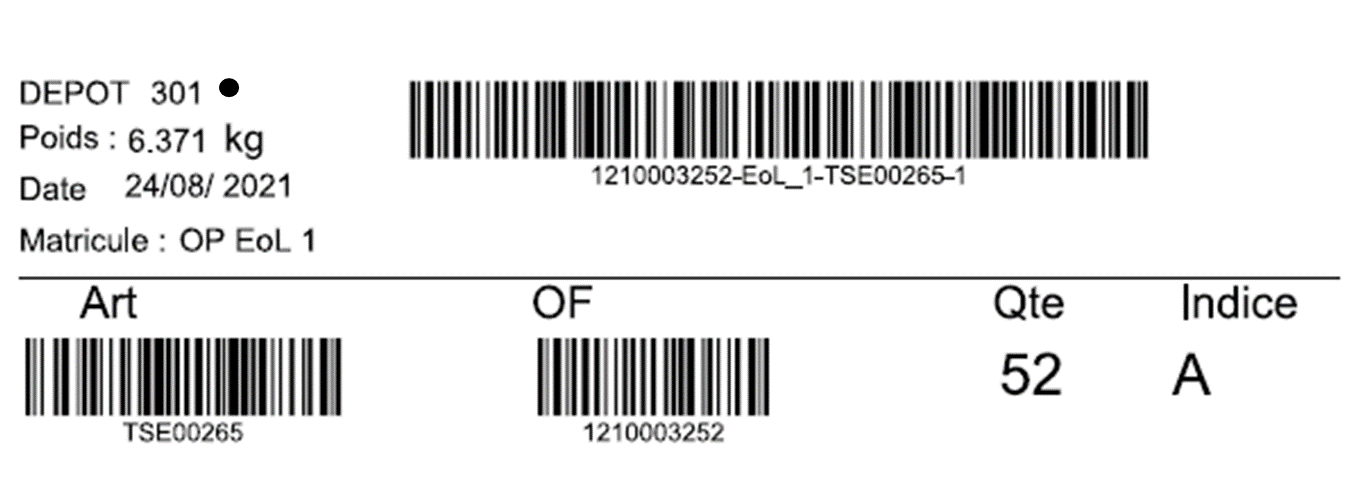 DEPOT 301
Poids : 6.371 kg
Date 24/08/ 2021
Matricule : OP EoL 1
1210003252-EoL_1-TSE00265-1
Art OF Qte Indice
52 A
TSE00265 1210003252